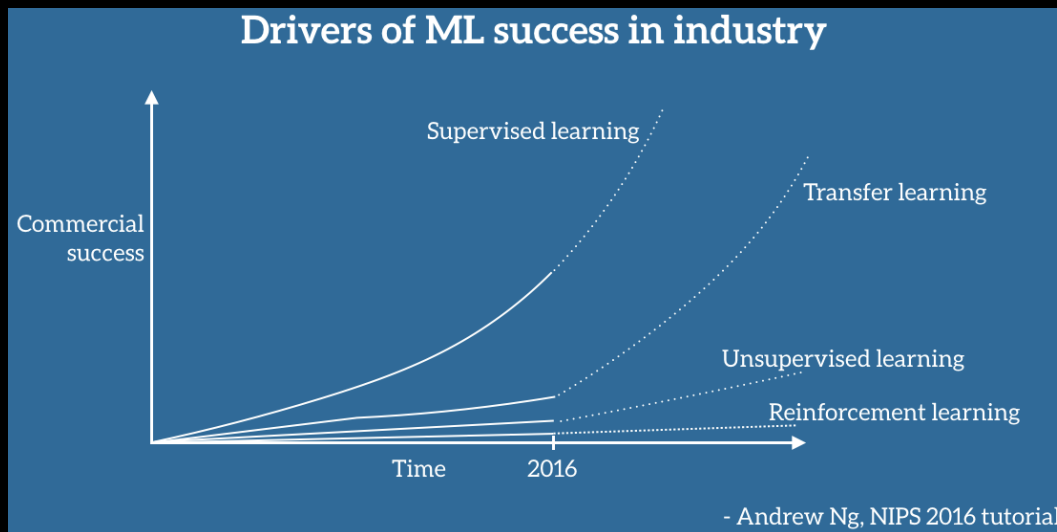 Drivers of ML success in industry
Supervised learning
Transfer learning
Commercial
success
Unsupervised learning
Reinforcement learning
Time
2016
- Andrew Ng, NIPS 2016 tutorial